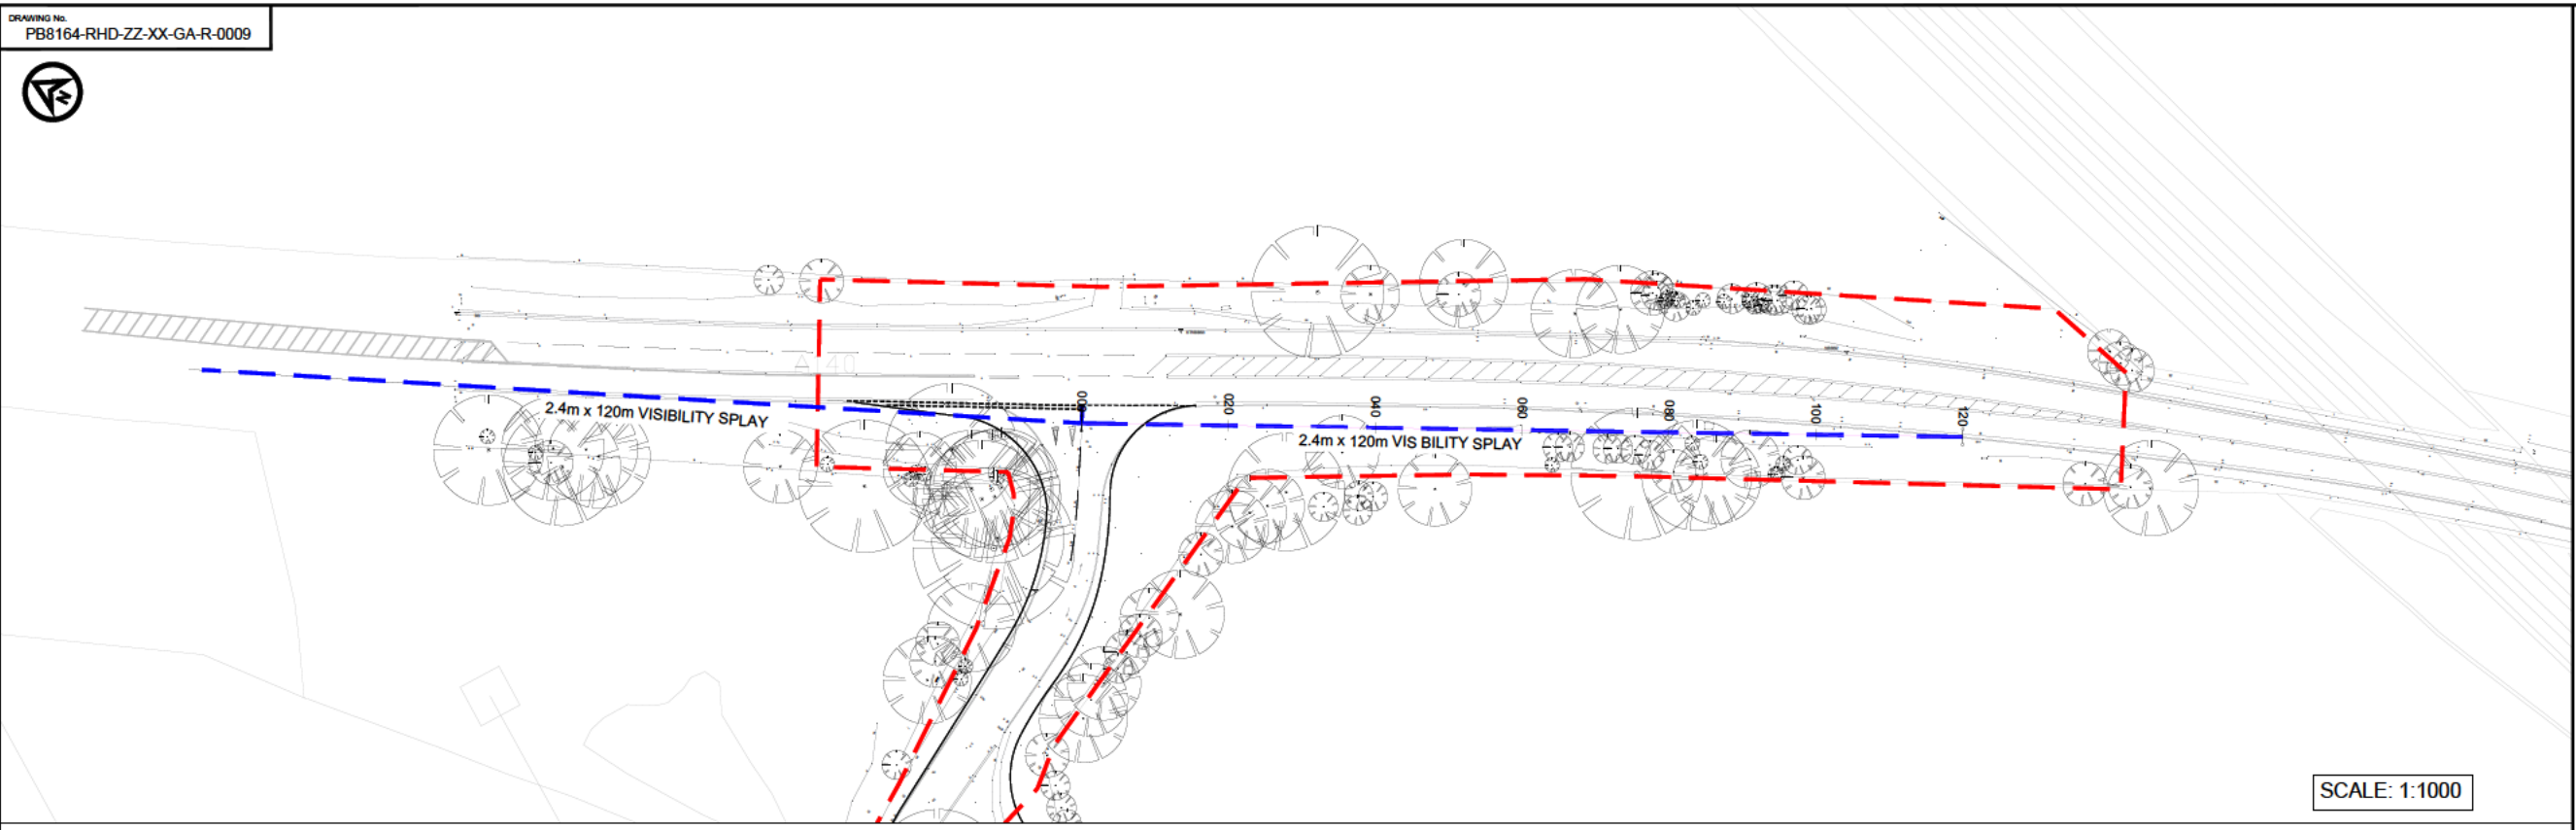 DRAWING No.
PB8164-RHD-ZZ-XX-GA-R-0009
N
A140
2.4m x 120m VISIBILITY SPLAY
000
020
040
060
080
100
120
2.4m x 120m VIS BILITY SPLAY
SCALE: 1:1000